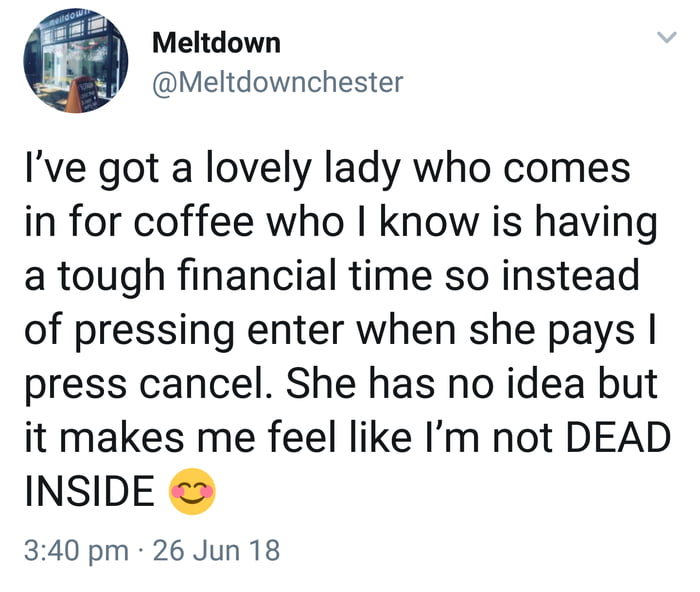 meltdown
Meltdown
@Meltdownchester
I’ve got a lovely lady who comes
in for coffee who I know is having
a tough financial time so instead
of pressing enter when she pays I
press cancel. She has no idea but
it makes me feel like I’m not DEAD
INSIDE 😊
3:40 pm · 26 Jun 18